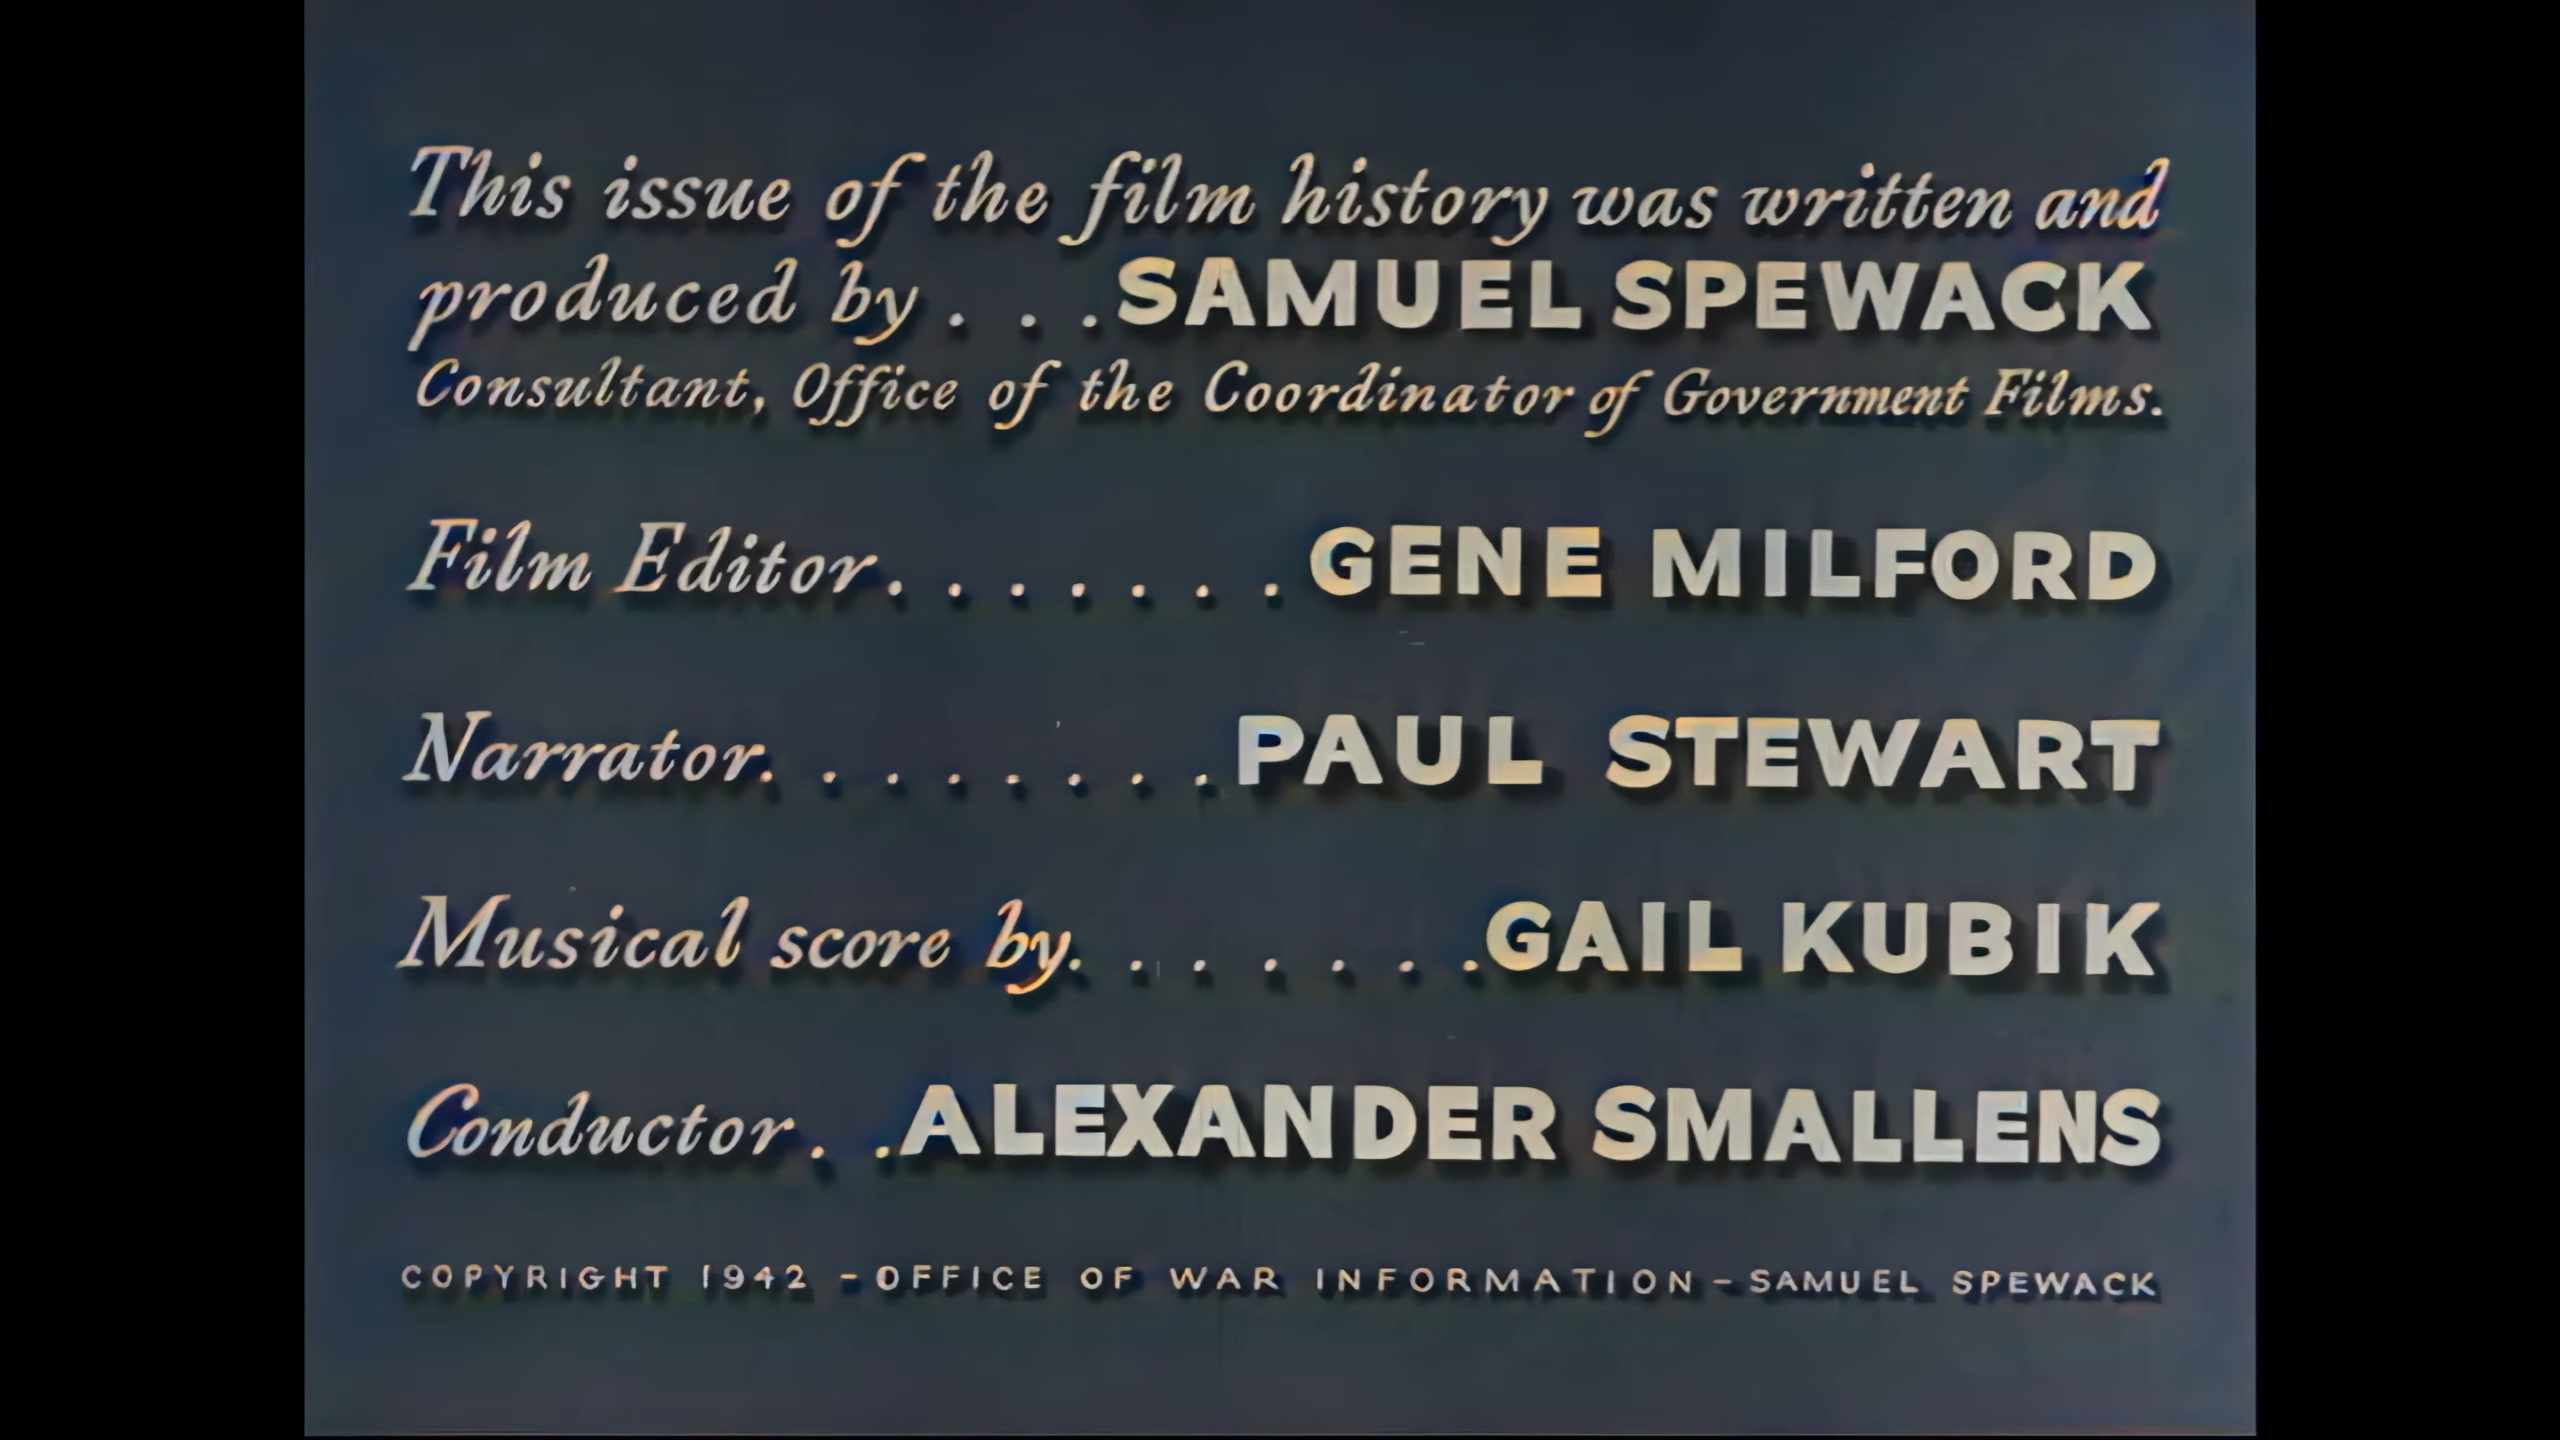 This issue of the film history was written and
produced by . . . SAMUEL SPEWACK
Consultant, Office of the Coordinator of Government Films.
Film Editor . . . . . . . GENE MILFORD
Narrator. . . . . . . . PAUL STEWART
Musical score by. . . . . . . GAIL KUBIK
Conductor . . ALEXANDER SMALLENS
COPYRIGHT 1942 - OFFICE OF WAR INFORMATION - SAMUEL SPEWACK